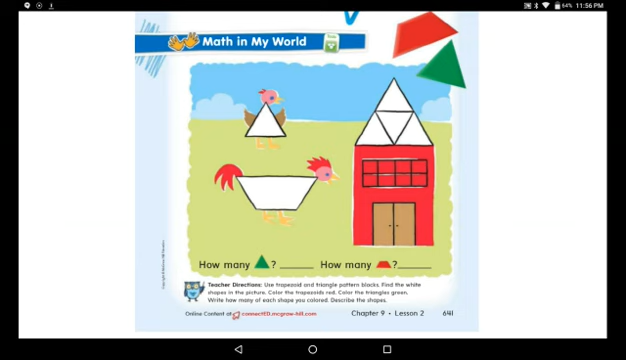 64% 11:56 PM
Math in My World
How many ? ______ How many ?______
Teacher Directions: Use trapezoid and triangle pattern blocks. Find the white
shapes in the picture. Color the trapezoids red. Color the triangles green.
Write how many of each shape you colored. Describe the shapes.
Online Content at connectED.mcgraw-hill.com
Chapter 9 • Lesson 2 641